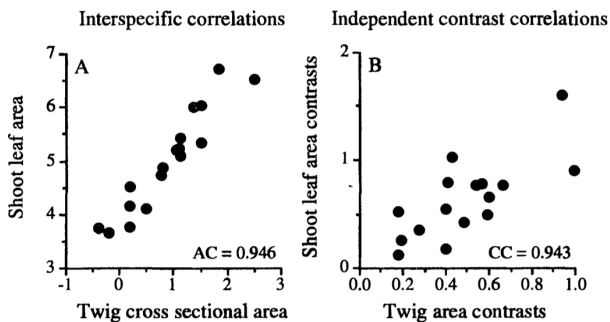 Interspecific correlations
Independent contrast correlations
A
Shoot leaf area
7
6
5
4
3
-1 0 1 2 3
AC = 0.946
Twig cross sectional area
B
Shoot leaf area contrasts
2
1
0
0.0 0.2 0.4 0.6 0.8 1.0
CC = 0.943
Twig area contrasts